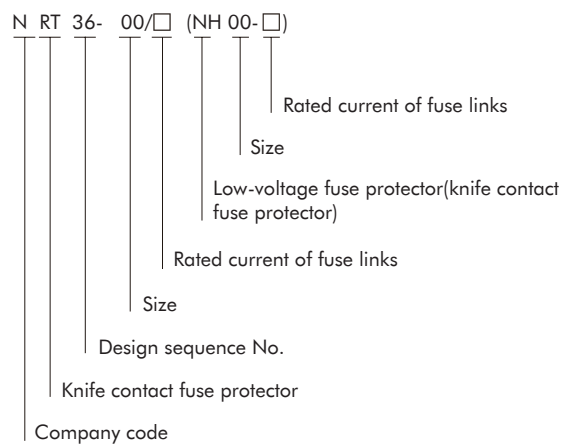 N RT 36- 00/□ (NH 00-□)
Rated current of fuse links
Size
Low-voltage fuse protector(knife contact
fuse protector)
Rated current of fuse links
Size
Design sequence No.
Knife contact fuse protector
Company code